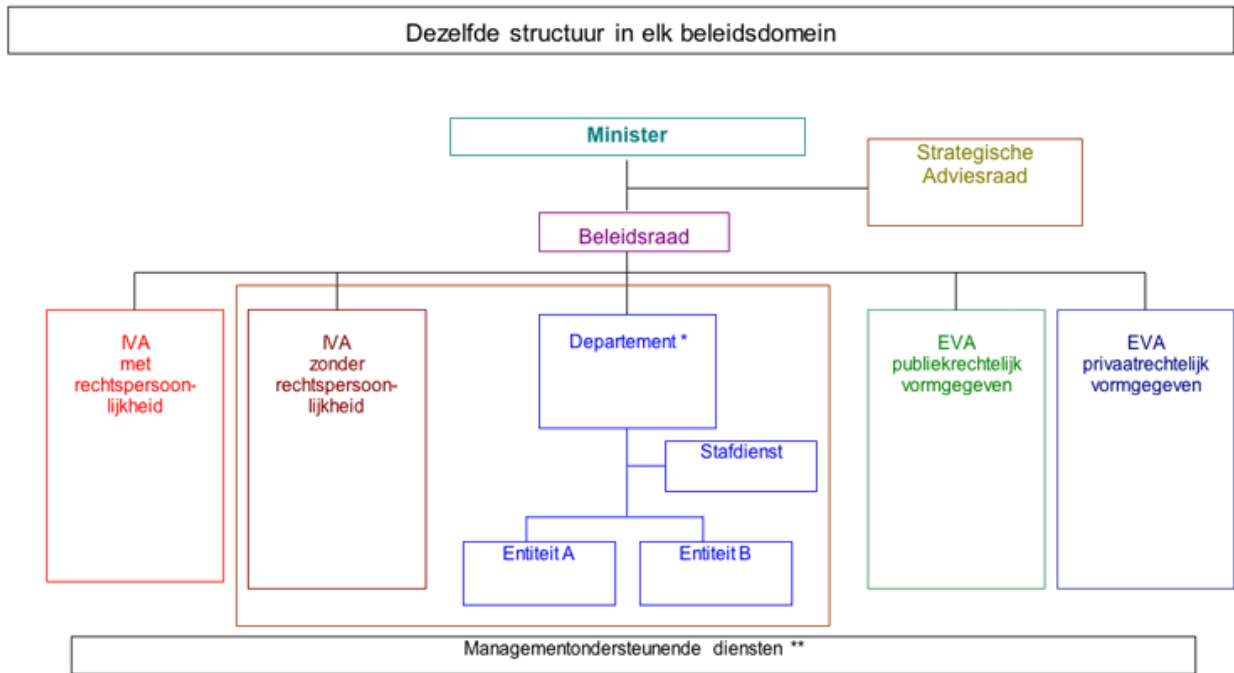 Dezelfde structuur in elk beleidsdomein
Minister
Strategische
Adviesraad
Beleidsraad
IVA
met
rechtspersoon-
lijkheid
IVA
zonder
rechtspersoon-
lijkheid
Departement *
EVA
publiekrechtelijk
vormgegeven
EVA
privaatrechtelijk
vormgegeven
Stafdienst
Entiteit A
Entiteit B
Managementondersteunende diensten **